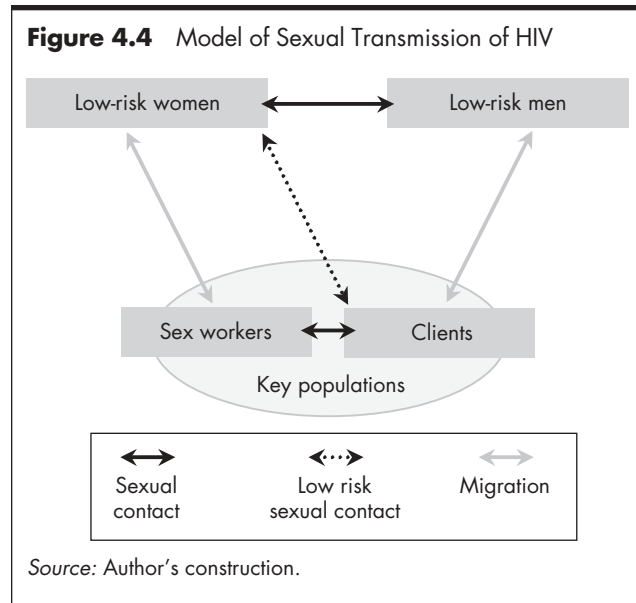 Figure 4.4 Model of Sexual Transmission of HIV
Low-risk women
Low-risk men
Sex workers
Clients
Key populations
Sexual
contact
Low risk
sexual contact
Migration
Source: Author's construction.